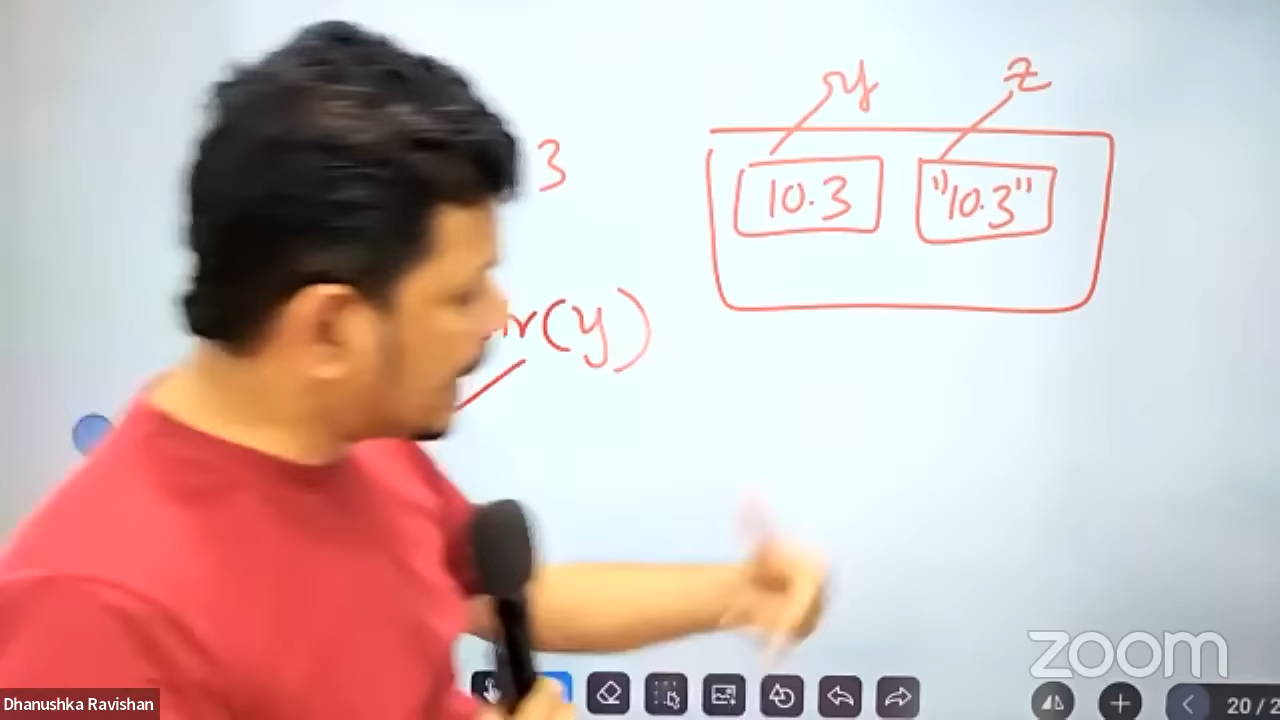 y z
3
10.3 "10.3"
(y)
zoom
Dhanushka Ravishan
20/2